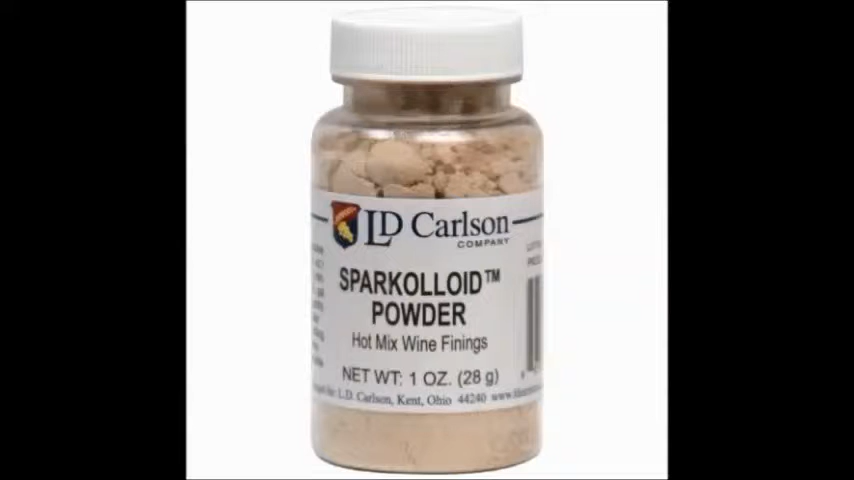 LD Carlson
COMPANY
SPARKOLLOID™
POWDER
Hot Mix Wine Finings
NET WT: 1 OZ. (28 g)
L.D. Carlson, Kent, Ohio 44240